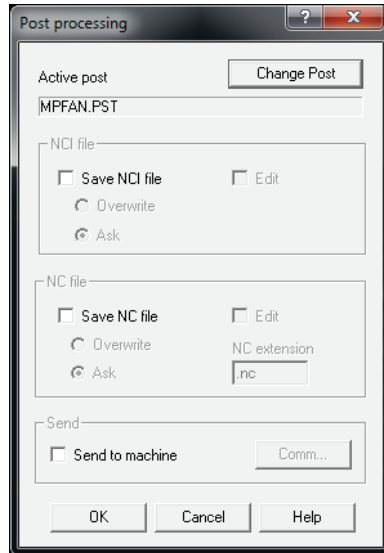 Post processing
Active post
Change Post
MPFAN.PST
NCI file
Save NCI file
Edit
Overwrite
Ask
NC file
Save NC file
Edit
Overwrite
NC extension
Ask
.nc
Send
Send to machine
Comm...
OK
Cancel
Help